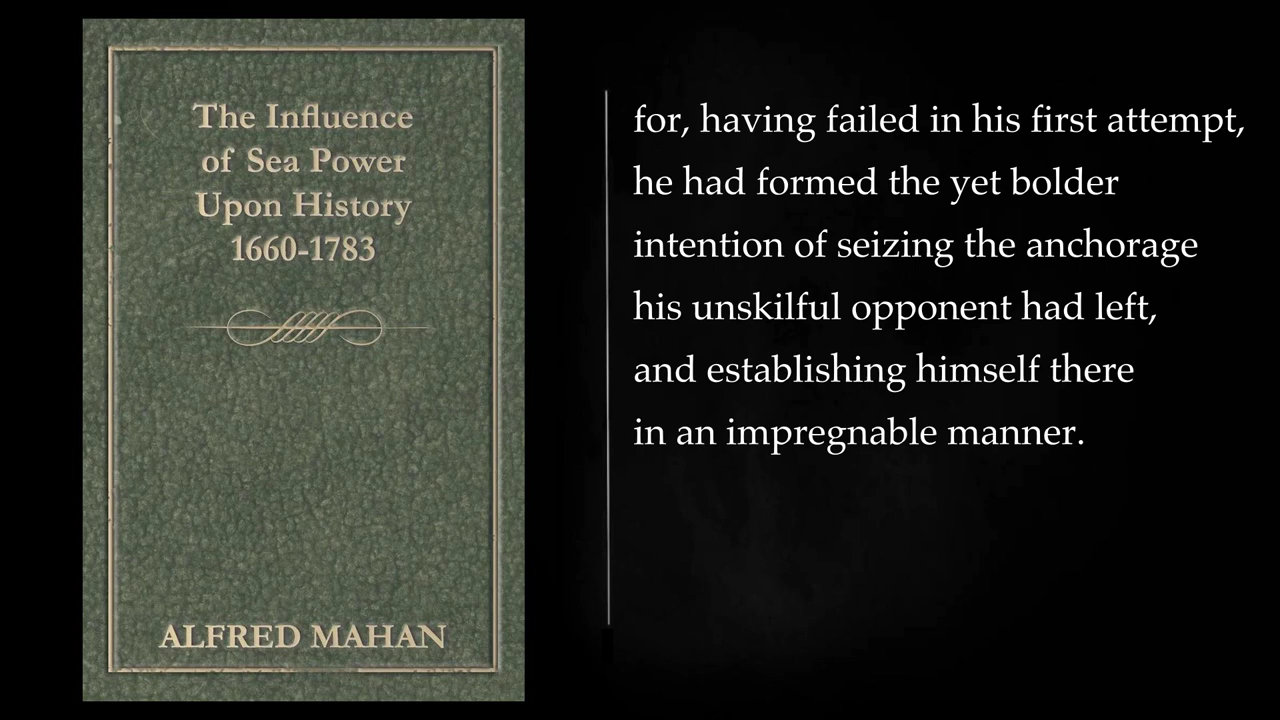 The Influence
of Sea Power
Upon History
1660-1783
ALFRED MAHAN
for, having failed in his first attempt,
he had formed the yet bolder
intention of seizing the anchorage
his unskilful opponent had left,
and establishing himself there
in an impregnable manner.